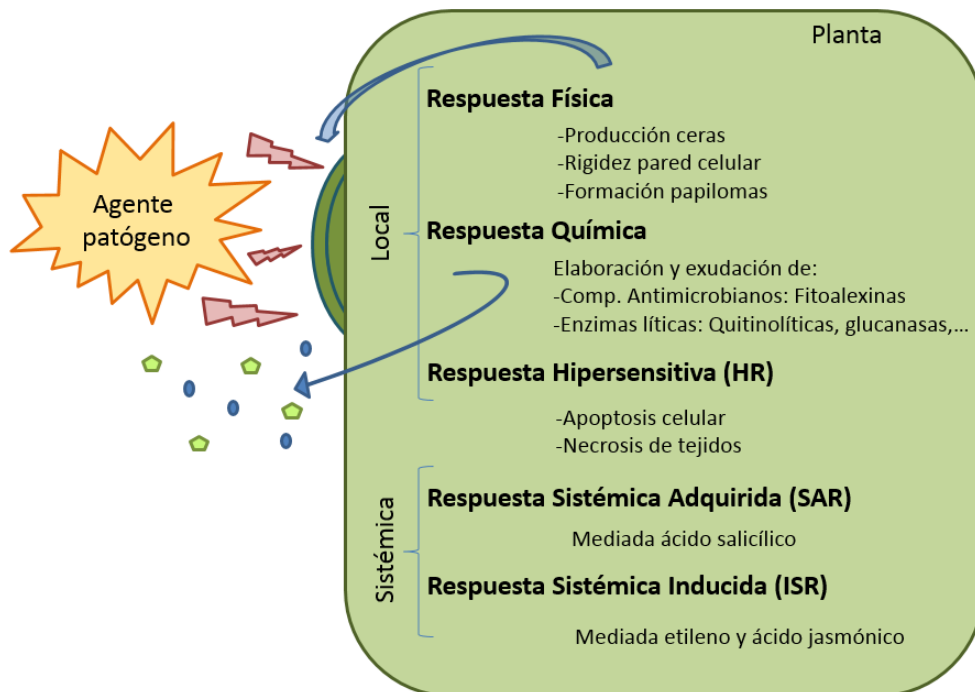 Planta
Agente
patógeno
Local
Respuesta Física
-Producción ceras
-Rigidez pared celular
-Formación papilomas
Respuesta Química
Elaboración y exudación de:
-Comp. Antimicrobianos: Fitoalexinas
-Enzimas líticas: Quitinolíticas, glucanasas,...
Respuesta Hipersensitiva (HR)
-Apoptosis celular
-Necrosis de tejidos
Sistémica
Respuesta Sistémica Adquirida (SAR)
Mediada ácido salicílico
Respuesta Sistémica Inducida (ISR)
Mediada etileno y ácido jasmónico